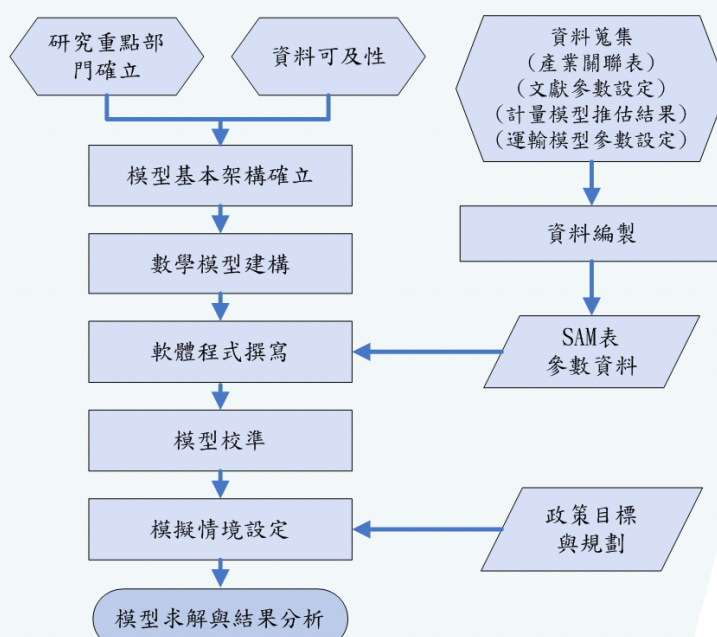 研究重點部
門確立
資料可及性
資料蒐集
(產業關聯表)
(文獻參數設定)
(計量模型推估結果)
(運輸模型參數設定)
模型基本架構確立
資料編製
數學模型建構
軟體程式撰寫
SAM表
參數資料
模型校準
模擬情境設定
政策目標
與規劃
模型求解與結果分析